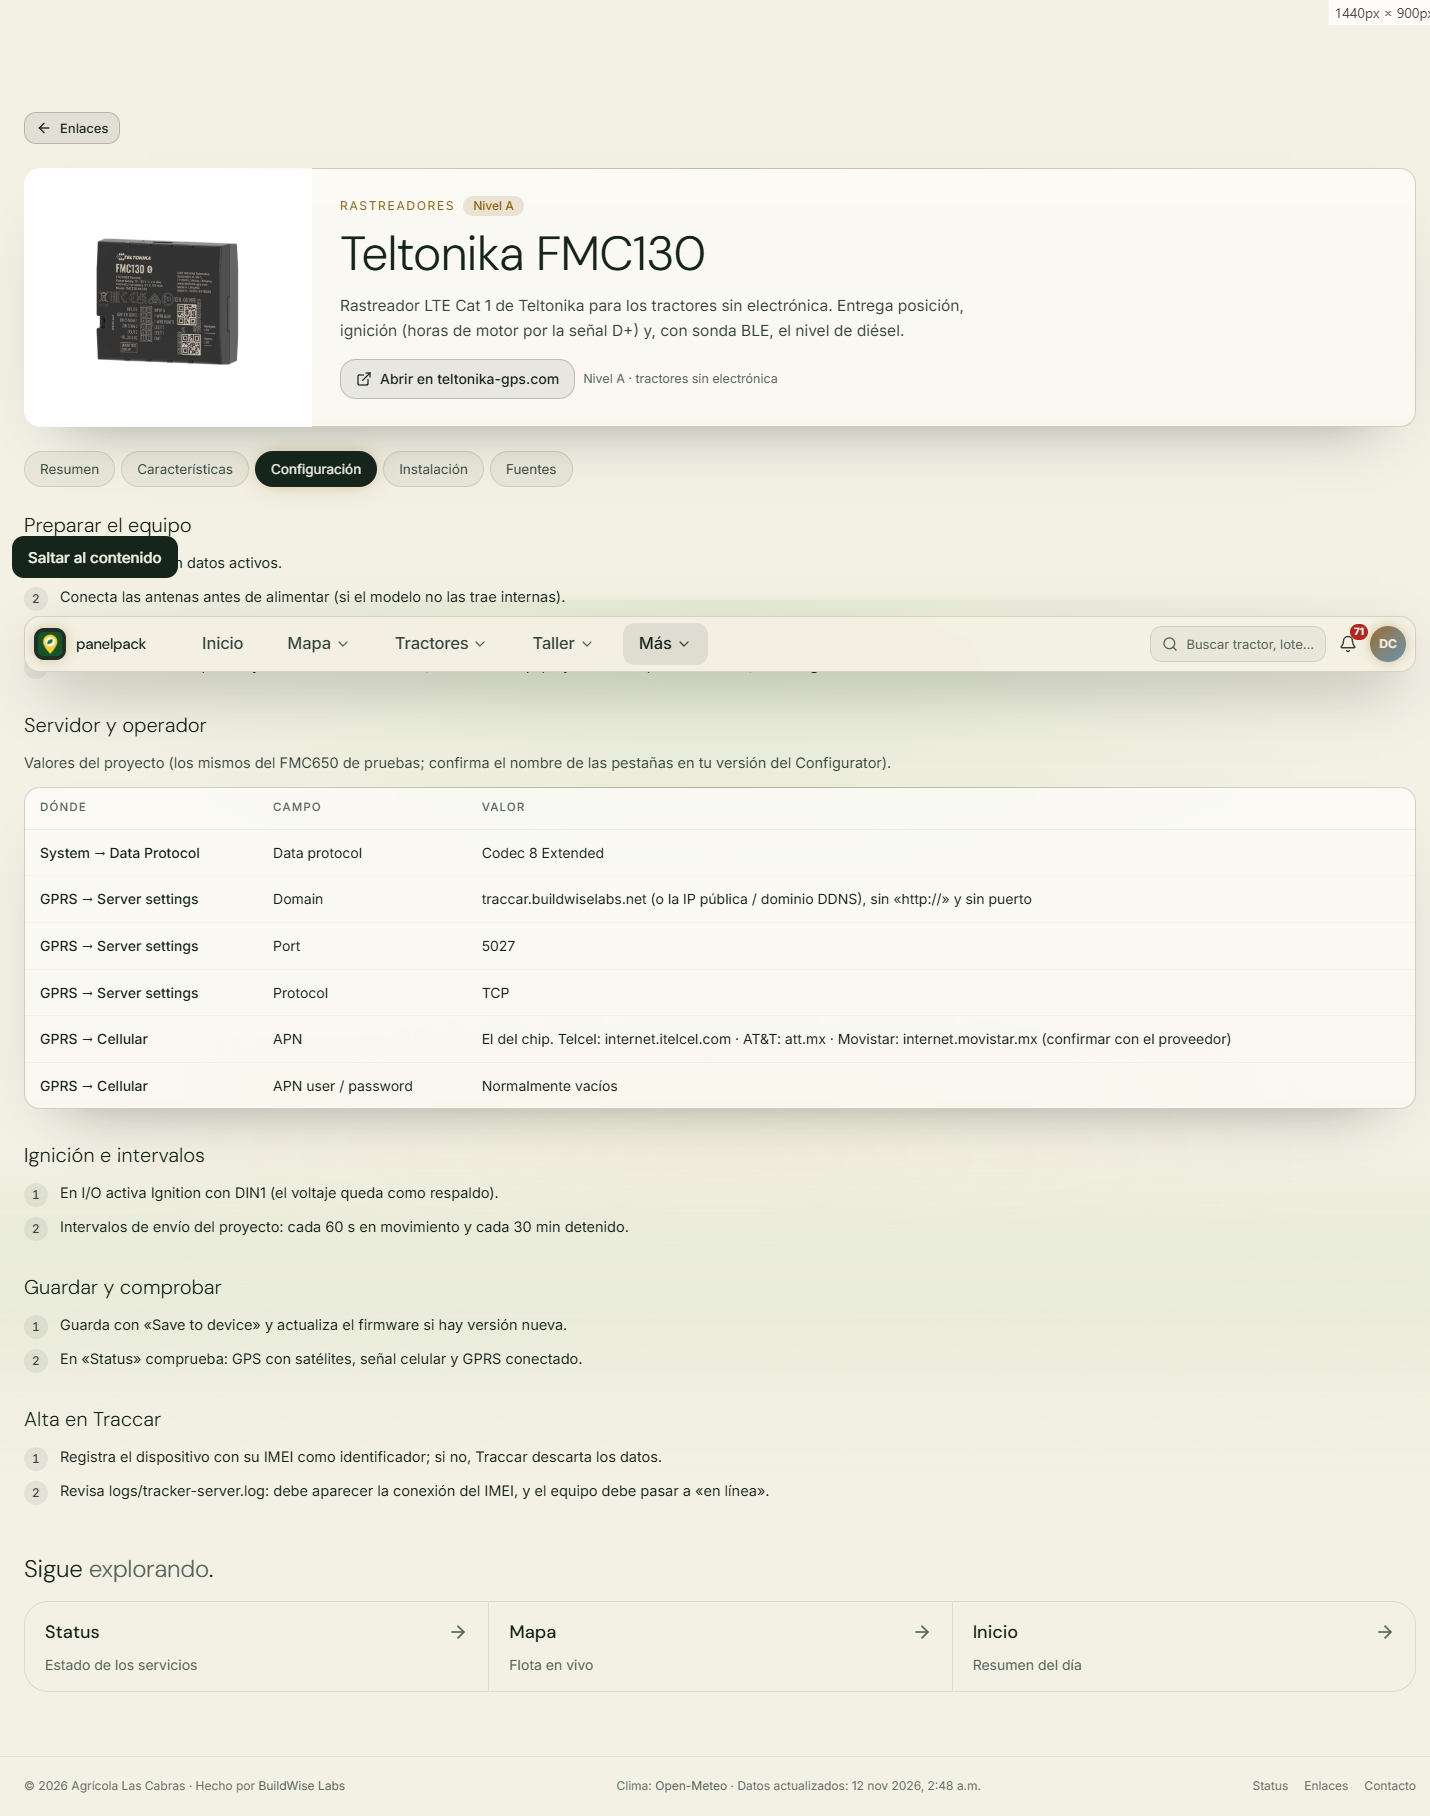 1440px × 900px
Enlaces
TELTONIKA
FMC130
RASTREADORES Nivel A
Teltonika FMC130
Rastreador LTE Cat 1 de Teltonika para los tractores sin electrónica. Entrega posición,
ignición (horas de motor por la señal D+) y, con sonda BLE, el nivel de diésel.
Abrir en teltonika-gps.com Nivel A · tractores sin electrónica
Resumen Características Configuración Instalación Fuentes
Preparar el equipo
Saltar al contenido datos activos.
2 Conecta las antenas antes de alimentar (si el modelo no las trae internas).
panelpack Inicio Mapa Tractores Taller Más Buscar tractor, lote... 71 DC
Servidor y operador
Valores del proyecto (los mismos del FMC650 de pruebas; confirma el nombre de las pestañas en tu versión del Configurator).
DÓNDE CAMPO VALOR
System → Data Protocol Data protocol Codec 8 Extended
GPRS → Server settings Domain traccar.buildwiselabs.net (o la IP pública / dominio DDNS), sin «http://» y sin puerto
GPRS → Server settings Port 5027
GPRS → Server settings Protocol TCP
GPRS → Cellular APN El del chip. Telcel: internet.itelcel.com · AT&T: att.mx · Movistar: internet.movistar.mx (confirmar con el proveedor)
GPRS → Cellular APN user / password Normalmente vacíos
Ignición e intervalos
1 En I/O activa Ignition con DIN1 (el voltaje queda como respaldo).
2 Intervalos de envío del proyecto: cada 60 s en movimiento y cada 30 min detenido.
Guardar y comprobar
1 Guarda con «Save to device» y actualiza el firmware si hay versión nueva.
2 En «Status» comprueba: GPS con satélites, señal celular y GPRS conectado.
Alta en Traccar
1 Registra el dispositivo con su IMEI como identificador; si no, Traccar descarta los datos.
2 Revisa logs/tracker-server.log: debe aparecer la conexión del IMEI, y el equipo debe pasar a «en línea».
Sigue explorando.
Status Mapa Inicio
Estado de los servicios Flota en vivo Resumen del día
© 2026 Agrícola Las Cabras · Hecho por BuildWise Labs Clima: Open-Meteo · Datos actualizados: 12 nov 2026, 2:48 a.m. Status Enlaces Contacto